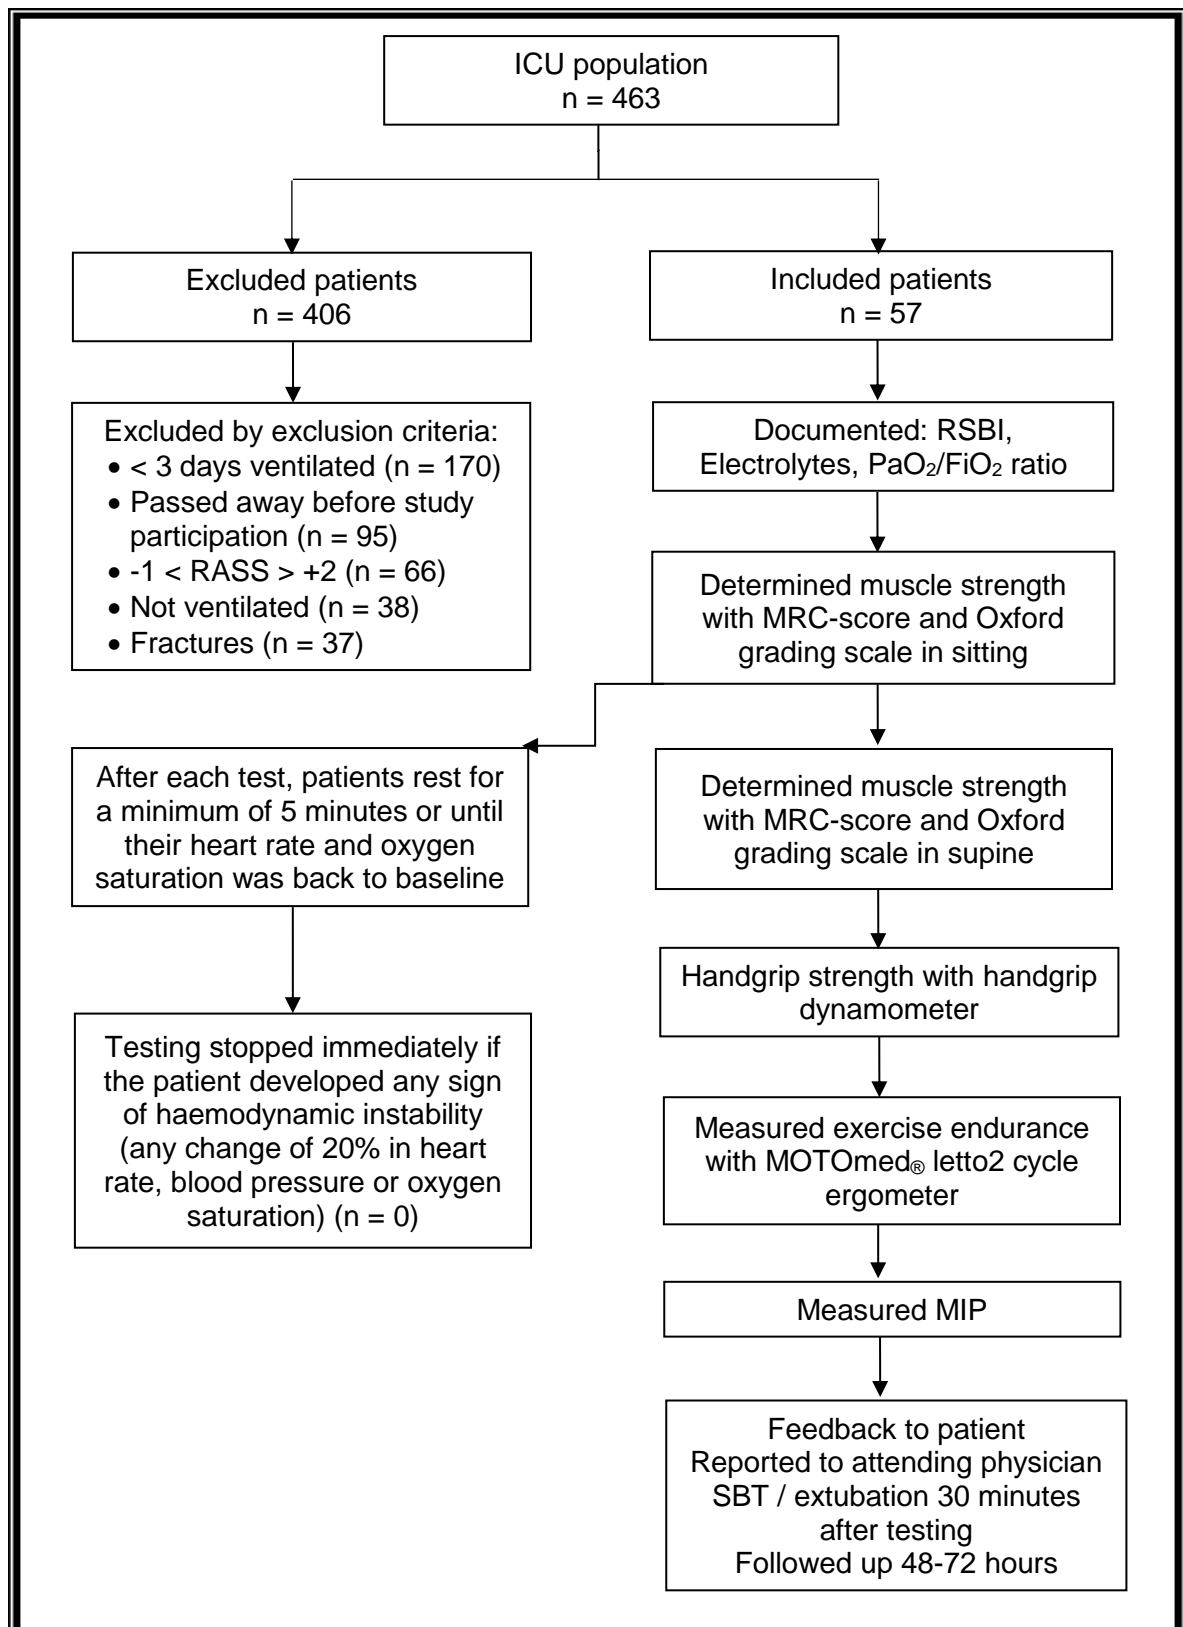 ICU population
n = 463
Excluded patients
n = 406
Included patients
n = 57
Excluded by exclusion criteria:
• < 3 days ventilated (n = 170)
• Passed away before study
participation (n = 95)
• -1 < RASS > +2 (n = 66)
• Not ventilated (n = 38)
• Fractures (n = 37)
Documented: RSBI,
Electrolytes, PaO₂/FiO₂ ratio
Determined muscle strength
with MRC-score and Oxford
grading scale in sitting
After each test, patients rest for
a minimum of 5 minutes or until
their heart rate and oxygen
saturation was back to baseline
Determined muscle strength
with MRC-score and Oxford
grading scale in supine
Testing stopped immediately if
the patient developed any sign
of haemodynamic instability
(any change of 20% in heart
rate, blood pressure or oxygen
saturation) (n = 0)
Handgrip strength with handgrip
dynamometer
Measured exercise endurance
with MOTOmed® letto2 cycle
ergometer
Measured MIP
Feedback to patient
Reported to attending physician
SBT / extubation 30 minutes
after testing
Followed up 48-72 hours